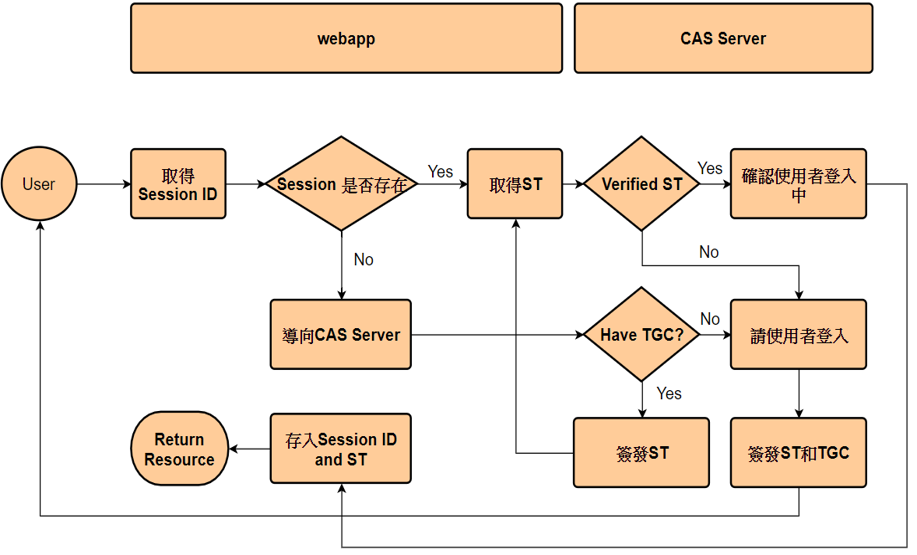 webapp
CAS Server
User
取得
Session ID
Session 是否存在
Yes
取得ST
Verified ST
Yes
確認使用者登入
中
No
No
導向CAS Server
Have TGC?
No
請使用者登入
Yes
Return
Resource
存入Session ID
and ST
簽發ST
簽發ST和TGC